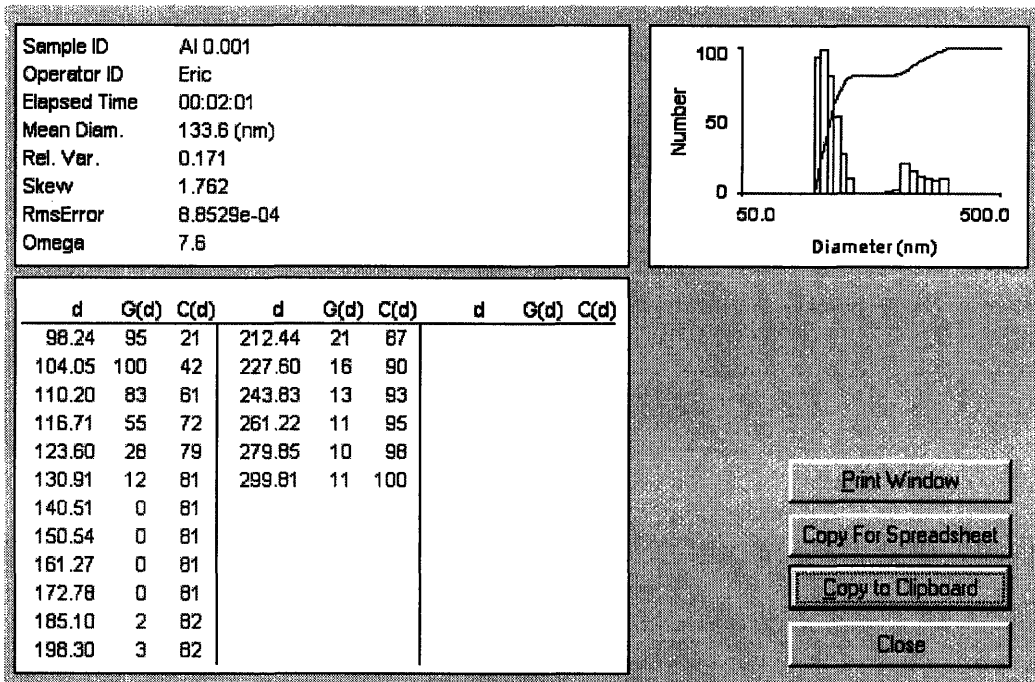 Sample ID Al 0.001
Operator ID Eric
Elapsed Time 00:02:01
Mean Diam. 133.6 (nm)
Rel. Var. 0.171
Skew 1.762
RmsError 8.8529e-04
Omega 7.6
100
50
0
Number
50.0 500.0
Diameter (nm)
d G(d) C(d) d G(d) C(d) d G(d) C(d)
98.24 95 21 212.44 21 87
104.05 100 42 227.60 16 90
110.20 83 61 243.83 13 93
116.71 55 72 261.22 11 95
123.60 28 79 279.85 10 98
130.91 12 81 299.81 11 100
140.51 0 81
150.54 0 81
161.27 0 81
172.78 0 81
185.10 2 82
198.30 3 82
Print Window
Copy For Spreadsheet
Copy to Clipboard
Close